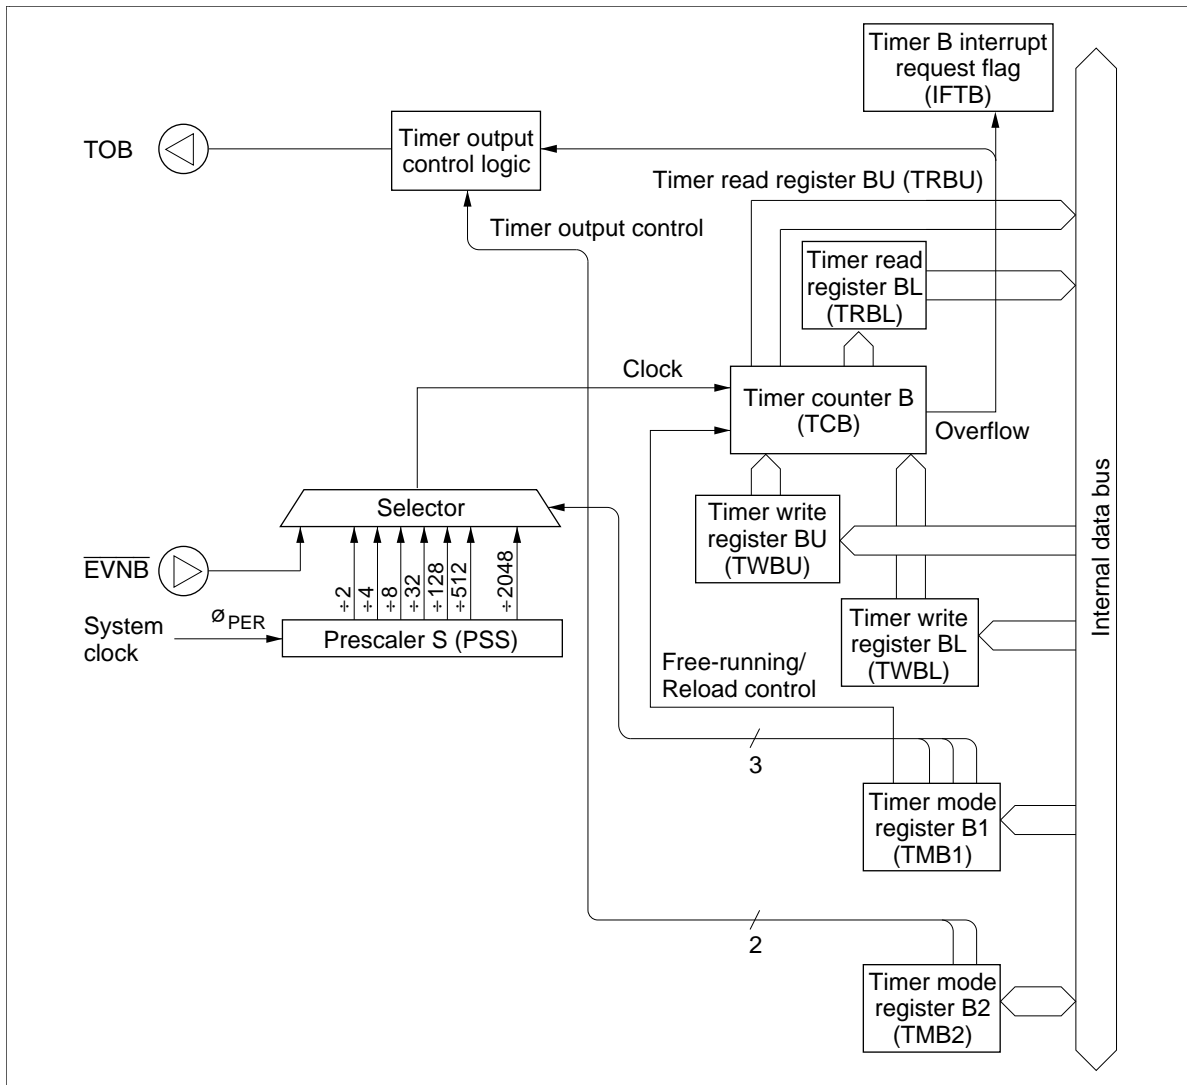 Timer B interrupt
request flag
(IFTB)
TOB
Timer output
control logic
Timer read register BU (TRBU)
Timer output control
Timer read
register BL
(TRBL)
Clock
Timer counter B
(TCB)
Overflow
Selector
Timer write
register BU
(TWBU)
EVNB
÷2
÷4
÷8
÷32
÷128
÷512
÷2048
Internal data bus
System
clock
øPER
Prescaler S (PSS)
Timer write
register BL
(TWBL)
Free-running/
Reload control
3
Timer mode
register B1
(TMB1)
2
Timer mode
register B2
(TMB2)